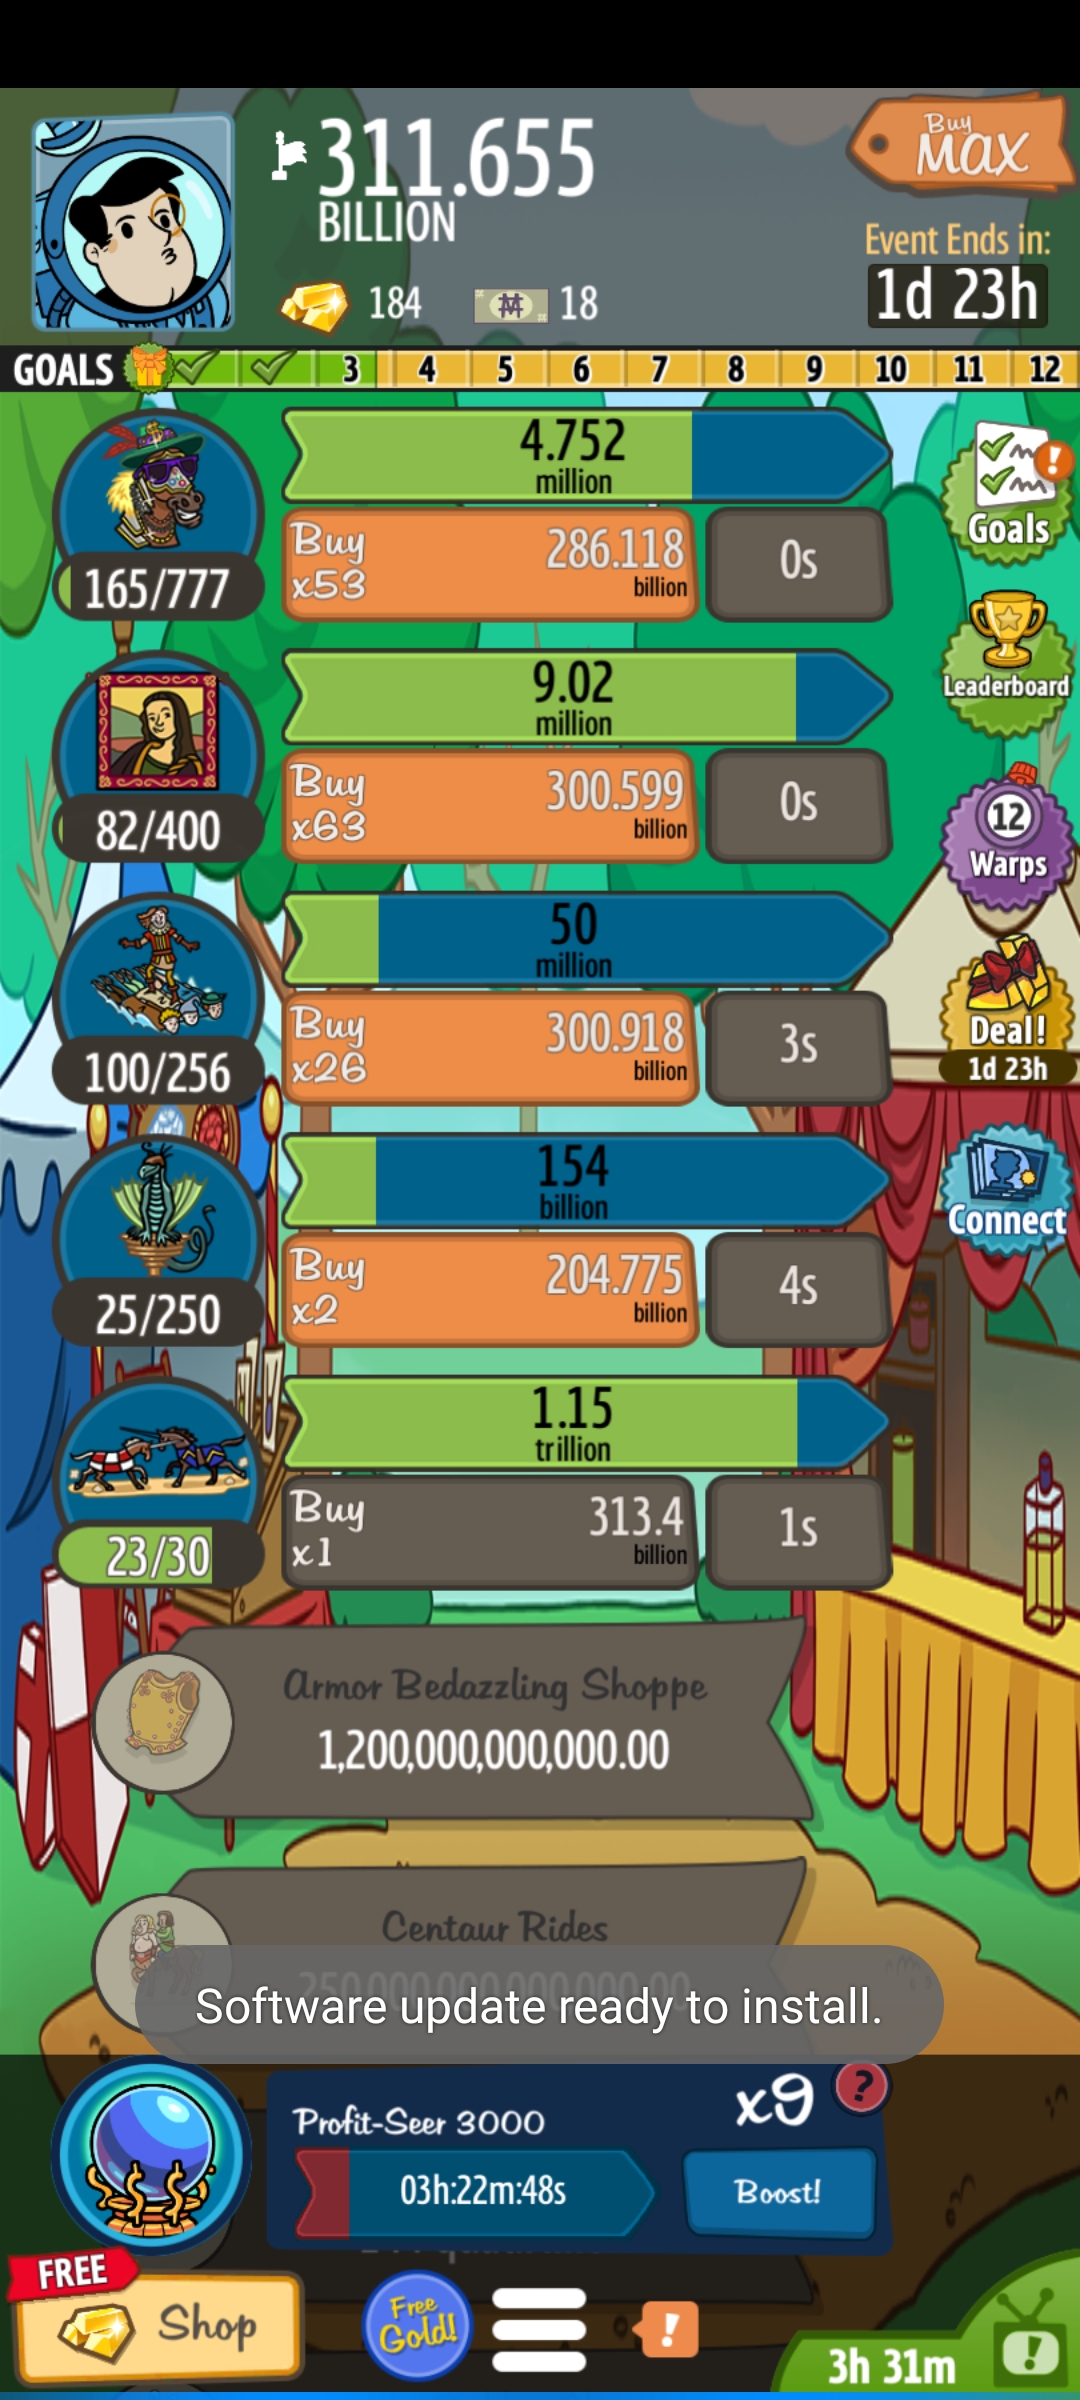 311.655
BILLION
Buy
MAX
Event Ends in:
1d 23h
184
18
GOALS
3 4 5 6 7 8 9 10 11 12
4.752
million
Buy
x53
286.118
billion
0s
165/777
Goals
9.02
million
Leaderboard
Buy
x63
300.599
billion
0s
82/400
12
Warps
50
million
Buy
x26
300.918
billion
3s
100/256
Deal!
1d 23h
154
billion
Buy
x2
204.775
billion
4s
25/250
Connect
1.15
trillion
Buy
x1
313.4
billion
1s
23/30
Armor Bedazzling Shoppe
1,200,000,000,000.00
Centaur Rides
Software update ready to install.
Profit-Seer 3000
x9
?
03h:22m:48s
Boost!
FREE
Shop
Free
Gold!
!
3h 31m